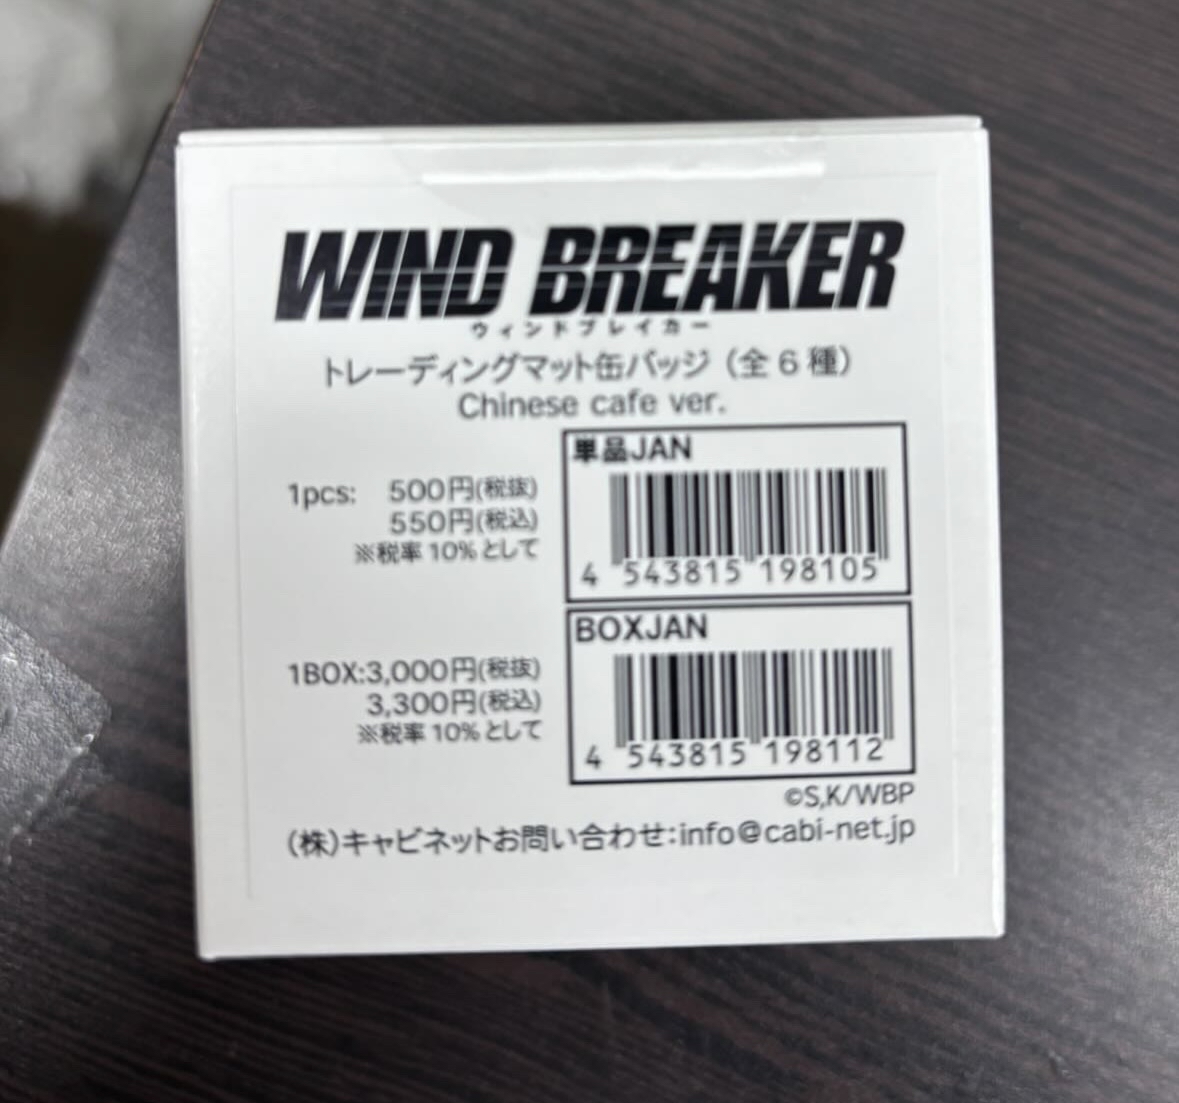 WIND BREAKER
ウィンドブレイカー
トレーディングマット缶バッジ（全6種）
Chinese cafe ver.
単品JAN
1pcs: 500円(税抜)
550円(税込)
※税率10%として
4 543815 198105
BOXJAN
1BOX:3,000円(税抜)
3,300円(税込)
※税率10%として
4 543815 198112
©S,K/WBP
(株)キャビネットお問い合わせ:info@cabi-net.jp